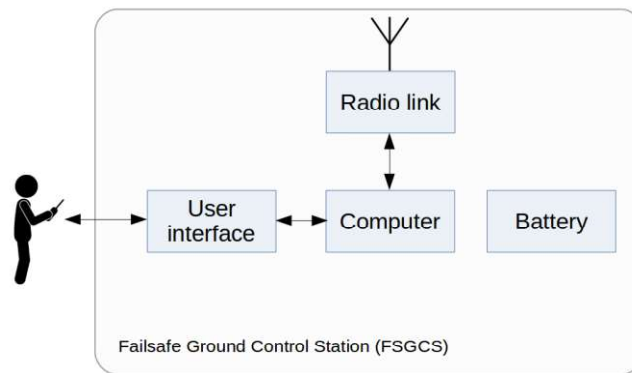 Radio link
User
interface
Computer
Battery
Failsafe Ground Control Station (FSGCS)